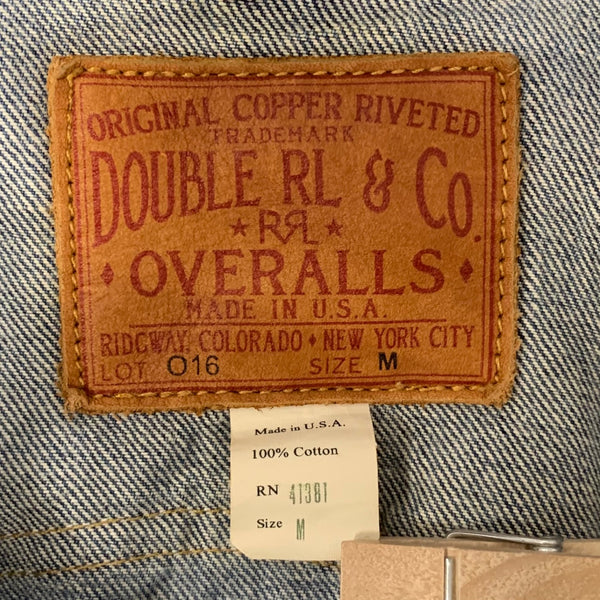 ORIGINAL COPPER RIVETED
TRADEMARK
DOUBLE RL & Co.
★ RRL ★
♦ OVERALLS ♦
MADE IN U.S.A.
RIDGWAY, COLORADO ♦ NEW YORK CITY
LOT 016 SIZE M
Made in U.S.A.
100% Cotton
RN 41381
Size M